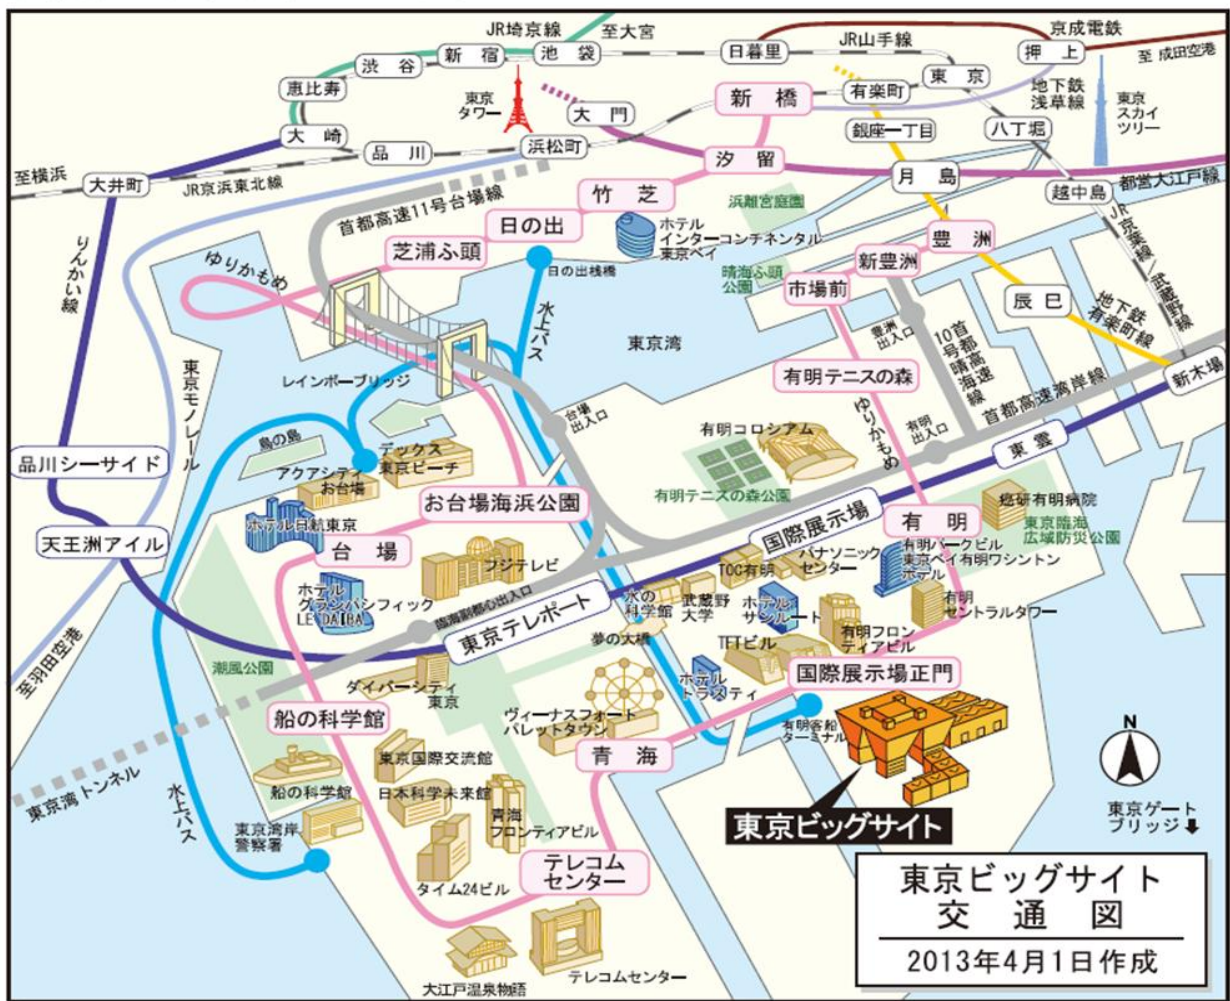 JR埼京線
至大宮
JR山手線
京成電鉄
至 成田空港
恵比寿
渋谷
新宿
池袋
日暮里
有楽町
東京
押上
地下鉄
浅草線
東京
スカイ
ツリー
東京
タワー
大門
新橋
銀座一丁目
八丁堀
大崎
品川
浜松町
汐留
月島
越中島
都営大江戸線
至横浜
大井町
JR京浜東北線
首都高速11号台場線
竹芝
日の出
芝浦ふ頭
ゆりかもめ
りんかい線
ホテル
インターコンチネンタル
東京ベイ
浜離宮庭園
日の出桟橋
晴海ふ頭
公園
豊洲
新豊洲
市場前
辰巳
地下鉄
有楽町線
JR京葉線/武蔵野線
新木場
水上バス
東京湾
豊洲
出入口
10号晴海線
首都高速
首都高速湾岸線
有明テニスの森
ゆりかもめ
レインボーブリッジ
東京モノレール
台場
出入口
有明
出入口
有明コロシアム
有明テニスの森公園
東雲
品川シーサイド
鳥の島
デックス
東京ビーチ
アクアシティ
お台場
お台場海浜公園
ホテル日航東京
天王洲アイル
台場
フジテレビ
国際展示場
有明
癌研有明病院
東京臨海
広域防災公園
パナソニック
センター
TOC有明
有明パークビル
東京ベイ有明ワシントン
ホテル
有明
セントラルタワー
ホテル
グランパシフィック
LE DAIBA
臨海副都心出入口
東京テレポート
水の
科学館
武蔵野
大学
ホテル
サンルート
有明フロン
ティアビル
TFTビル
夢の大橋
ホテル
トラスティ
国際展示場正門
至羽田空港
潮風公園
ダイバーシティ
東京
船の科学館
ヴィーナスフォート
パレットタウン
青海
有明客船
ターミナル
東京湾トンネル
水上バス
船の科学館
東京国際交流館
日本科学未来館
青海
フロンティアビル
東京湾岸
警察署
タイム24ビル
テレコム
センター
大江戸温泉物語
テレコムセンター
東京ビッグサイト
N
東京ゲート
ブリッジ
東京ビッグサイト
交通図
2013年4月1日作成